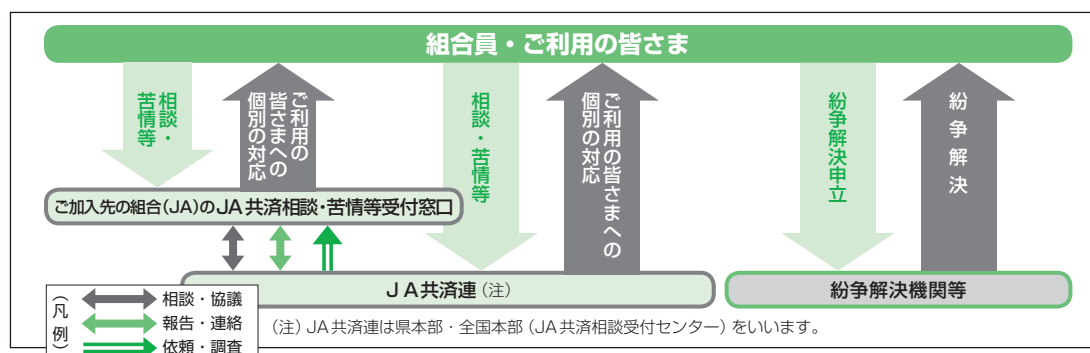 組合員・ご利用の皆さま
相談・
苦情等
ご利用の
皆さまへの
個別の対応
相談・苦情等
ご利用の皆さまへの
個別の対応
紛争解決申立
紛争解決
ご加入先の組合(JA)のJA共済相談・苦情等受付窓口
JA共済連(注)
紛争解決機関等
(凡例)
相談・協議
報告・連絡
依頼・調査
(注)JA共済連は県本部・全国本部(JA共済相談受付センター)をいいます。